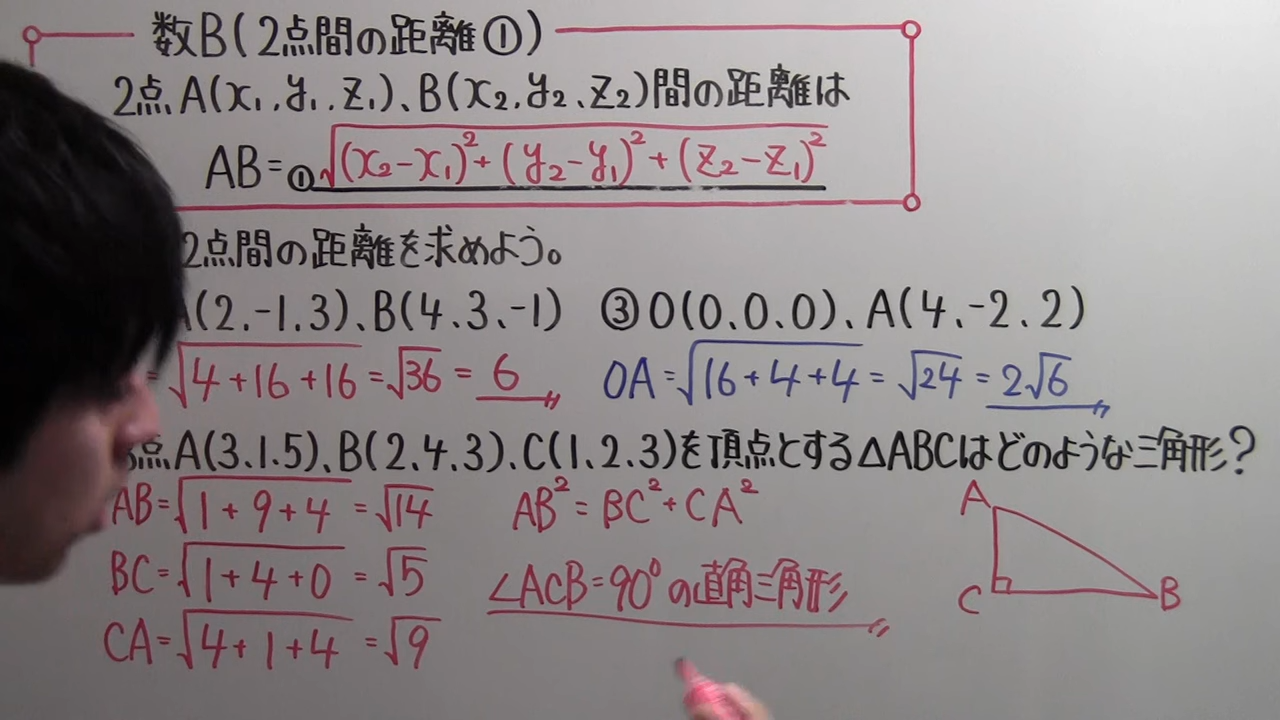 数B(2点間の距離①)
2点A(x₁,y₁,z₁)、B(x₂,y₂,z₂)間の距離は
AB=①√(x₂-x₁)²+(y₂-y₁)²+(z₂-z₁)²
2点間の距離を求めよう。
(2,-1,3)、B(4,3,-1) ③O(0,0,0)、A(4,-2,2)
=√4+16+16=√36=6 OA=√16+4+4=√24=2√6
点A(3,1,5)、B(2,4,3)、C(1,2,3)を頂点とする△ABCはどのような三角形?
AB=√1+9+4=√14 AB²=BC²+CA²
BC=√1+4+0=√5 ∠ACB=90°の直角三角形
CA=√4+1+4=√9
A
C B